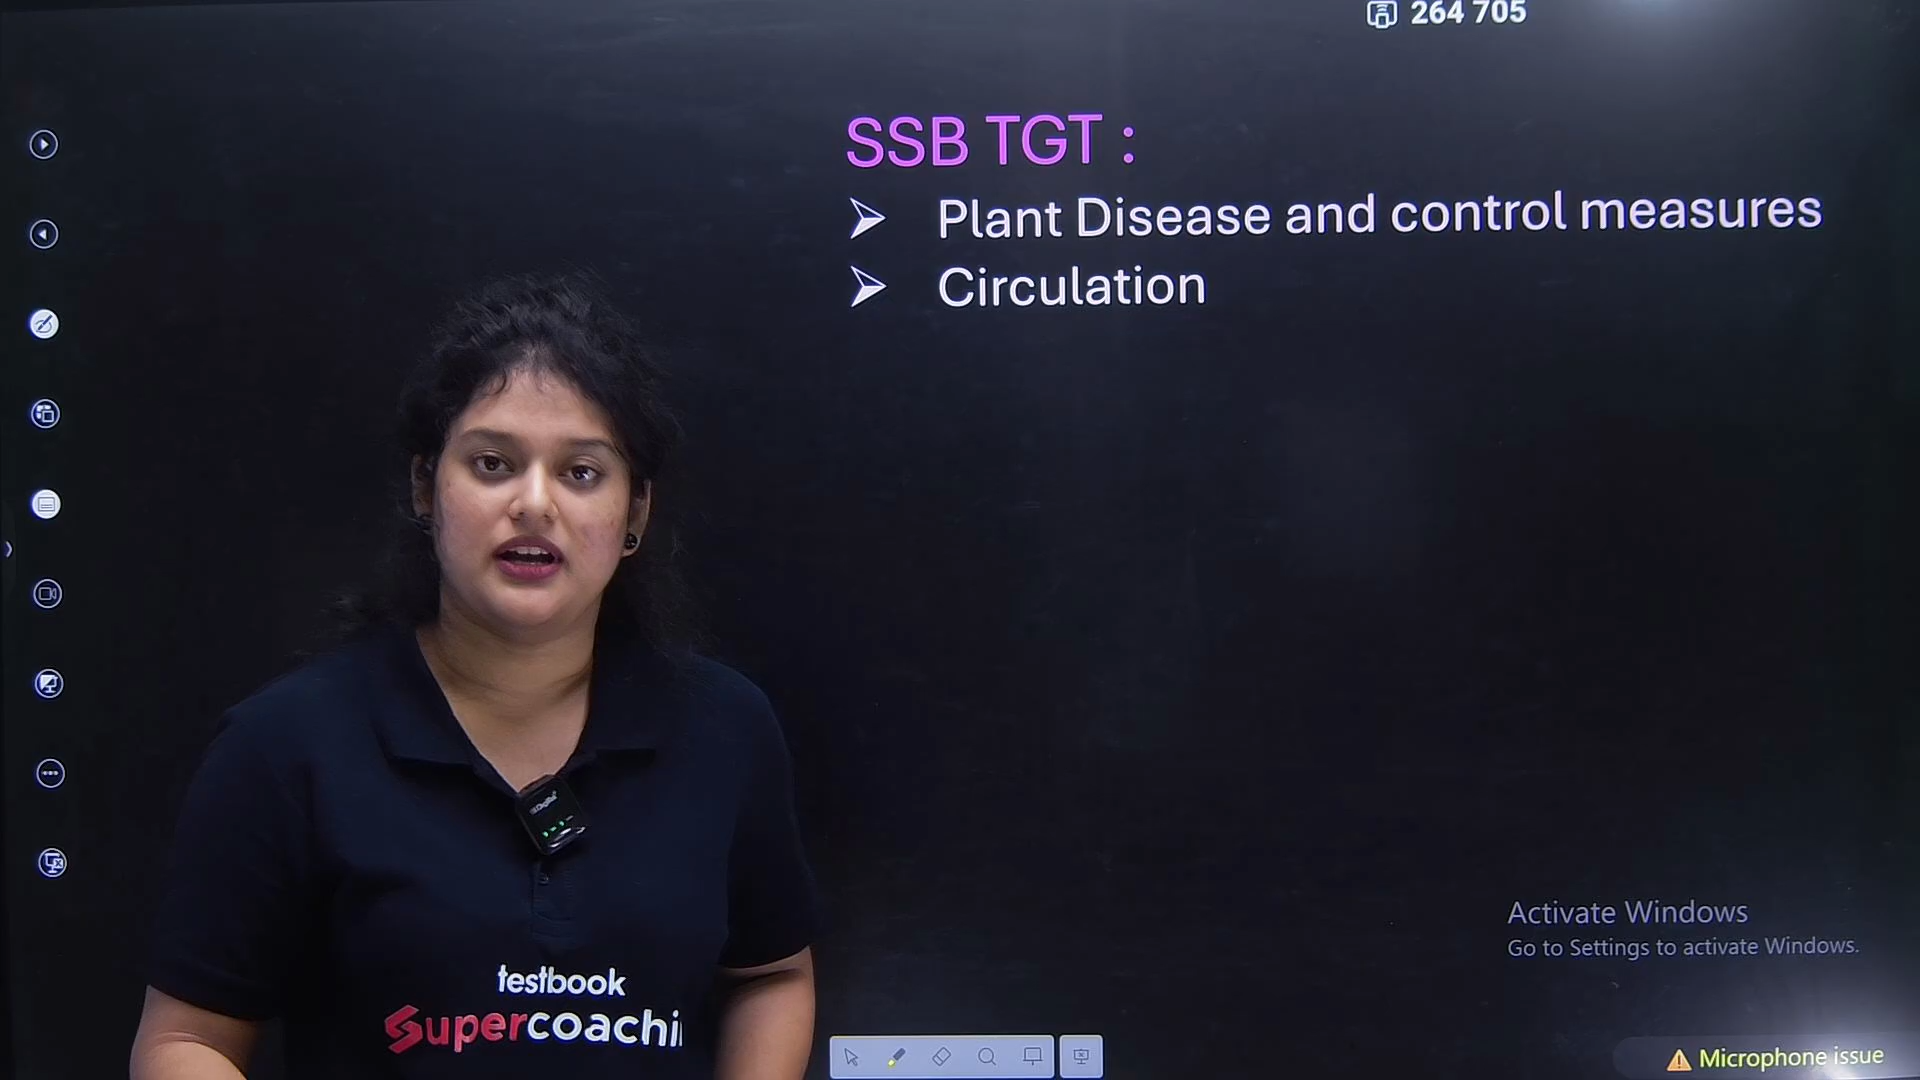 264 705
SSB TGT :
➢ Plant Disease and control measures
➢ Circulation
testbook
Supercoachi
Activate Windows
Go to Settings to activate Windows.
Microphone issue